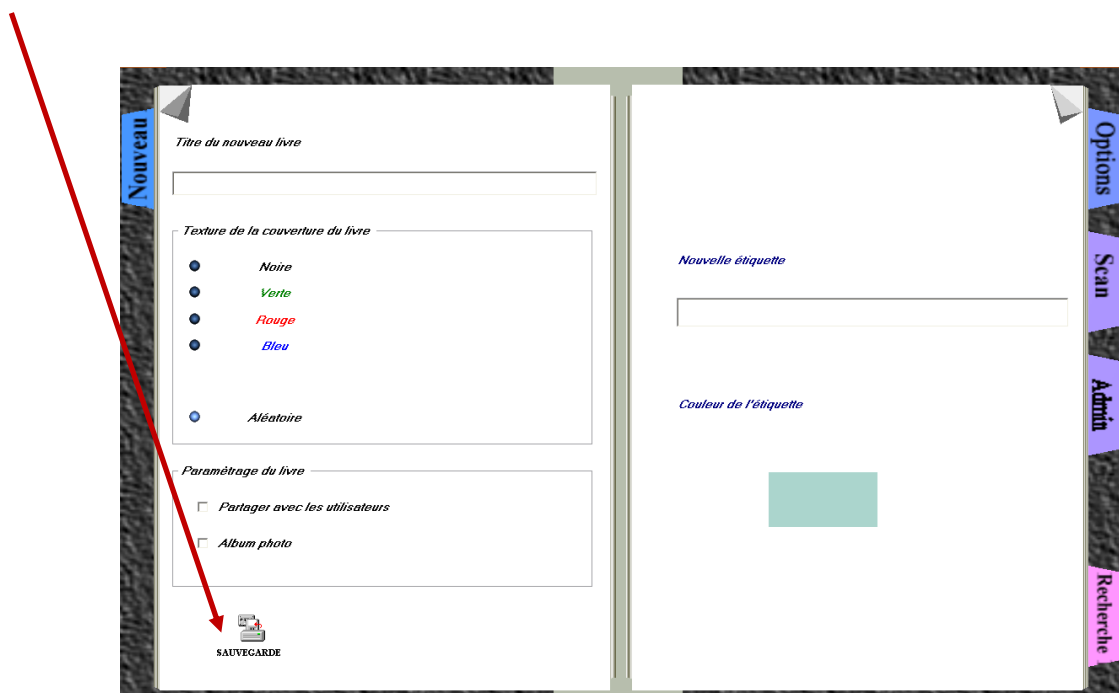 Nouveau
Titre du nouveau livre
Texture de la couverture du livre
Noire
Verte
Rouge
Bleu
Aléatoire
Paramétrage du livre
Partager avec les utilisateurs
Album photo
SAUVEGARDE
Nouvelle étiquette
Couleur de l'étiquette
Options
Scan
Admin
Recherche